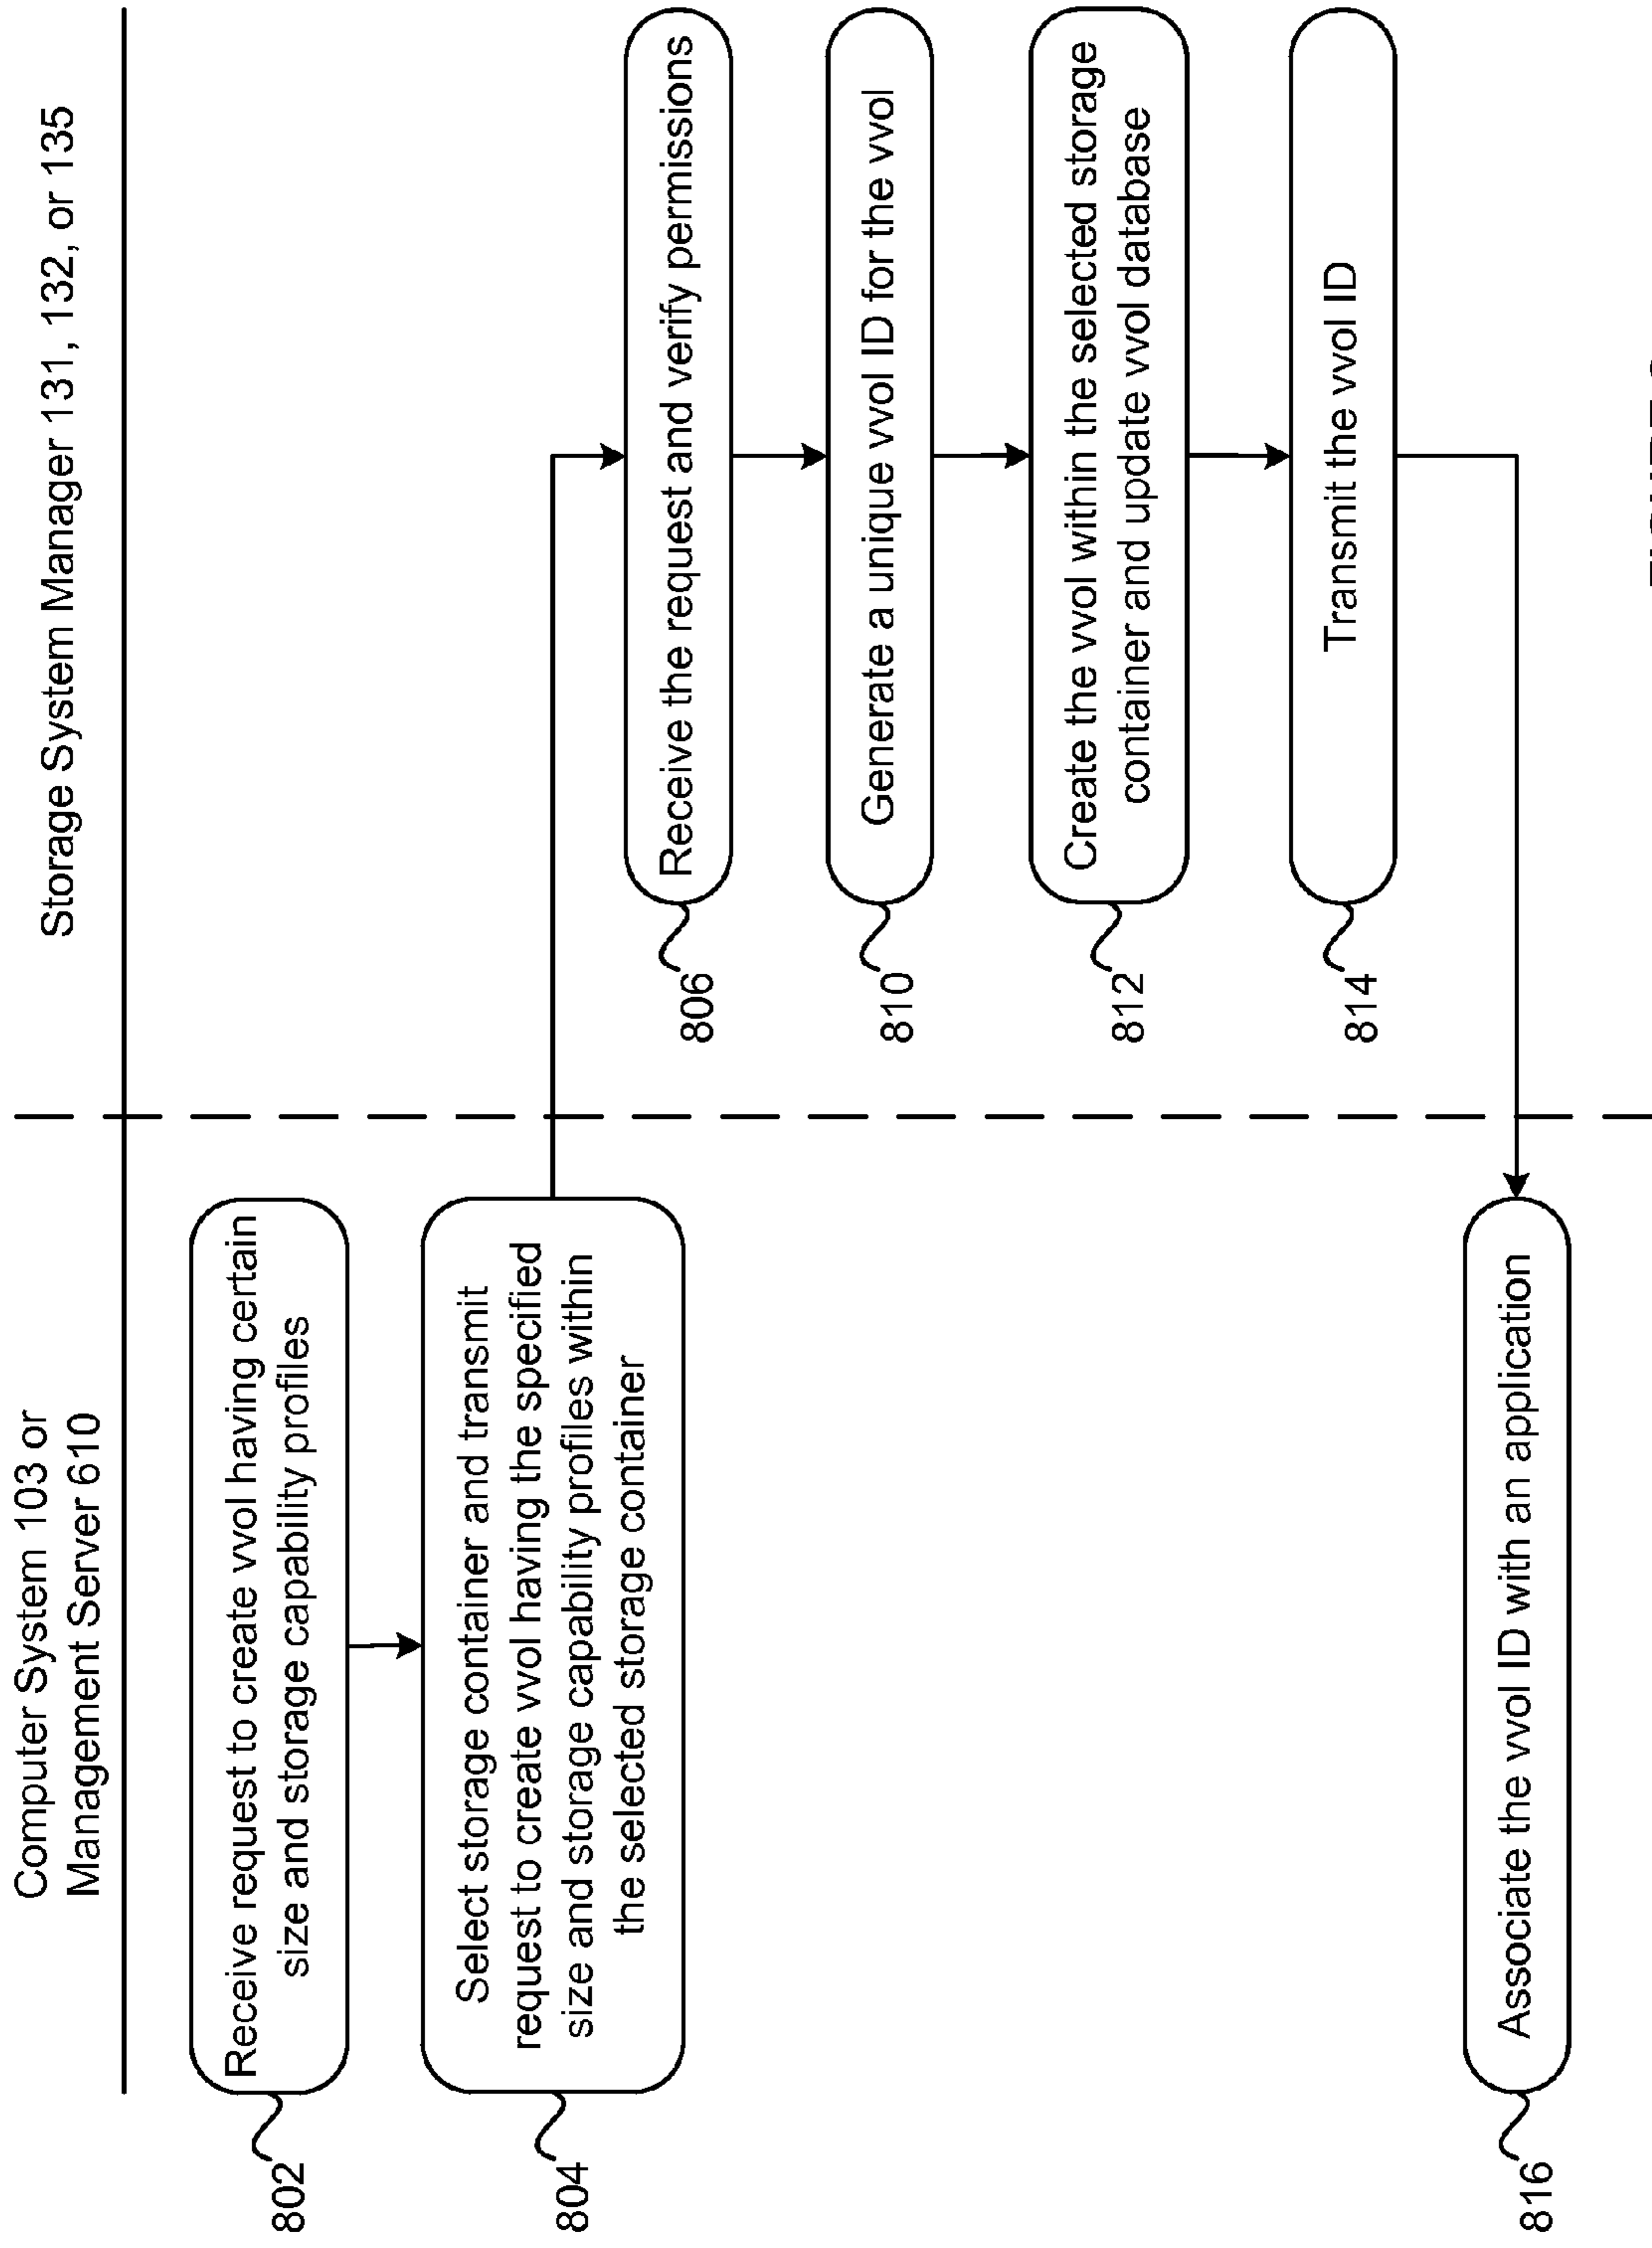 Computer System 103 or
Management Server 610
Storage System Manager 131, 132, or 135
802
Receive request to create vvol having certain
size and storage capability profiles
804
Select storage container and transmit
request to create vvol having the specified
size and storage capability profiles within
the selected storage container
806
Receive the request and verify permissions
810
Generate a unique vvol ID for the vvol
812
Create the vvol within the selected storage
container and update vvol database
814
Transmit the vvol ID
816
Associate the vvol ID with an application